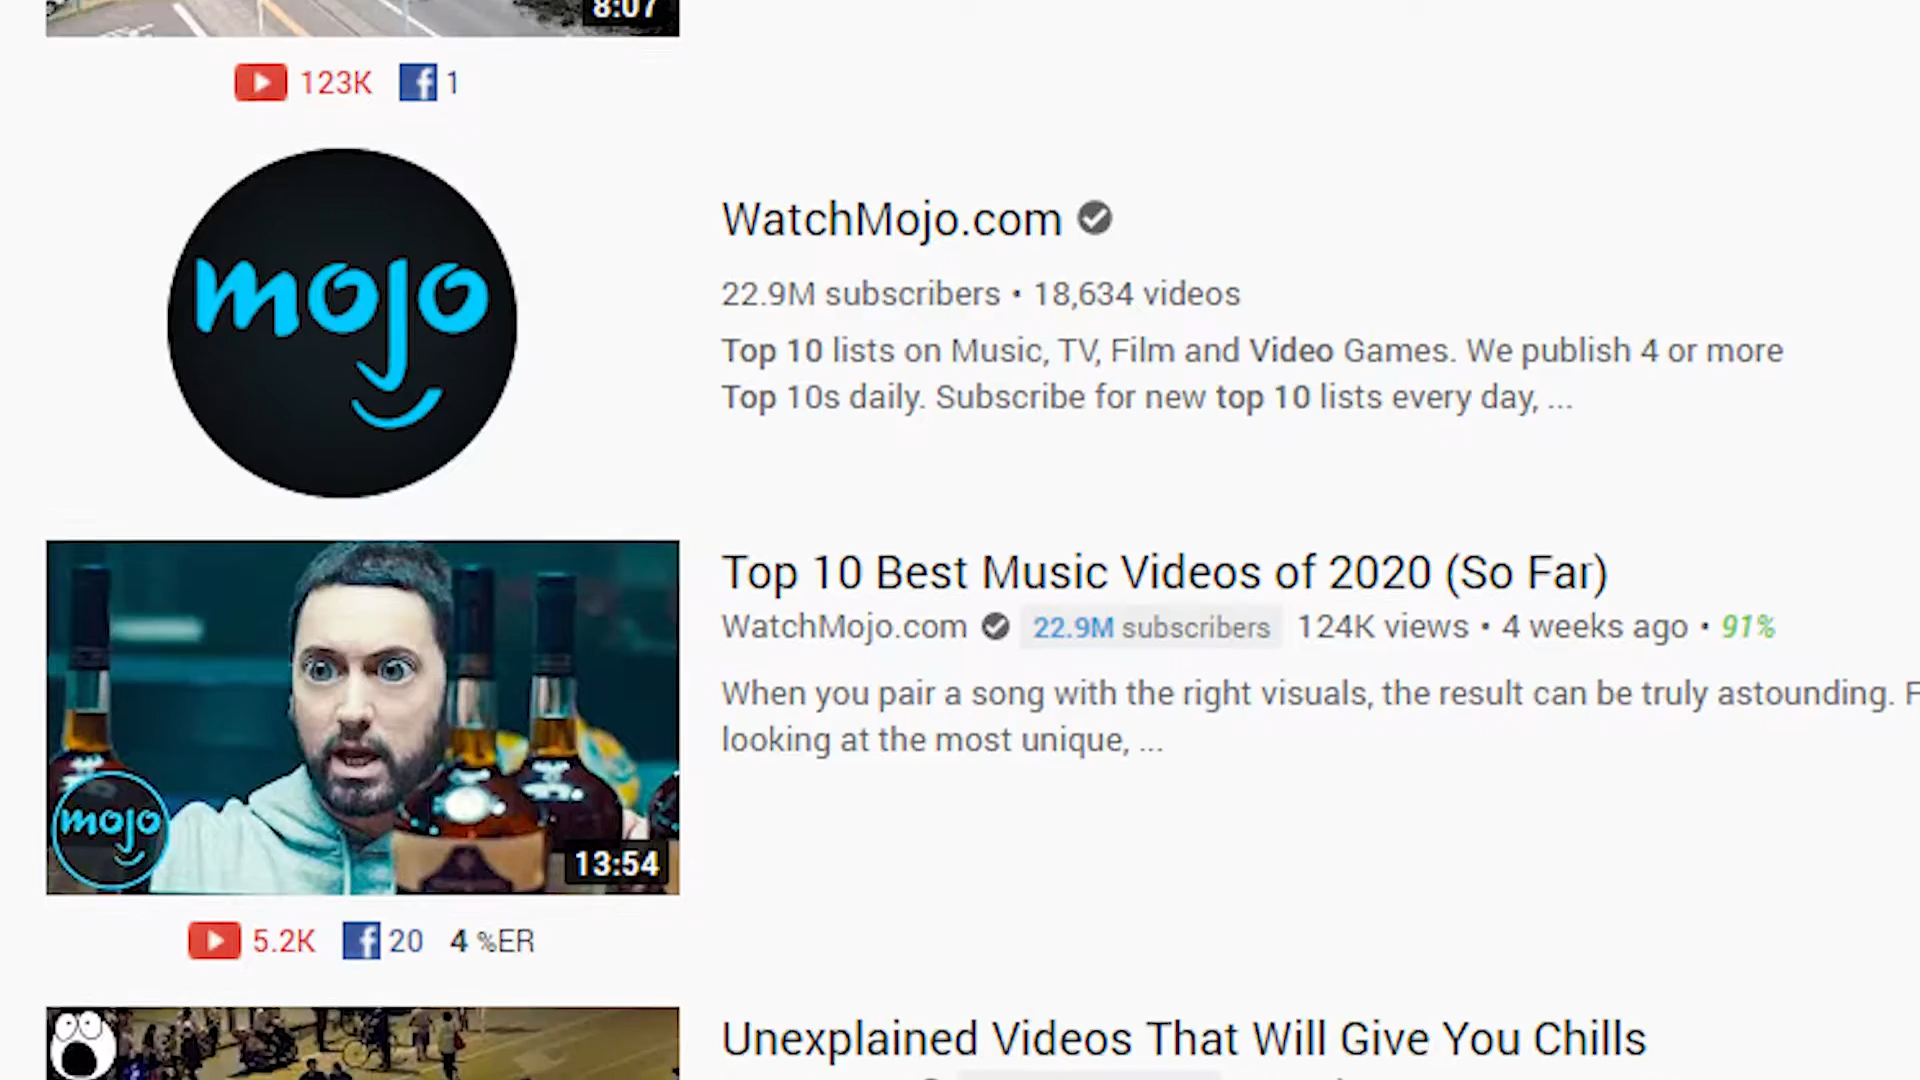 8:07
123K 1
mojo
WatchMojo.com
22.9M subscribers • 18,634 videos
Top 10 lists on Music, TV, Film and Video Games. We publish 4 or more
Top 10s daily. Subscribe for new top 10 lists every day, ...
Top 10 Best Music Videos of 2020 (So Far)
WatchMojo.com 22.9M subscribers 124K views • 4 weeks ago • 91%
When you pair a song with the right visuals, the result can be truly astounding. F
looking at the most unique, ...
mojo
13:54
5.2K 20 4 %ER
Unexplained Videos That Will Give You Chills